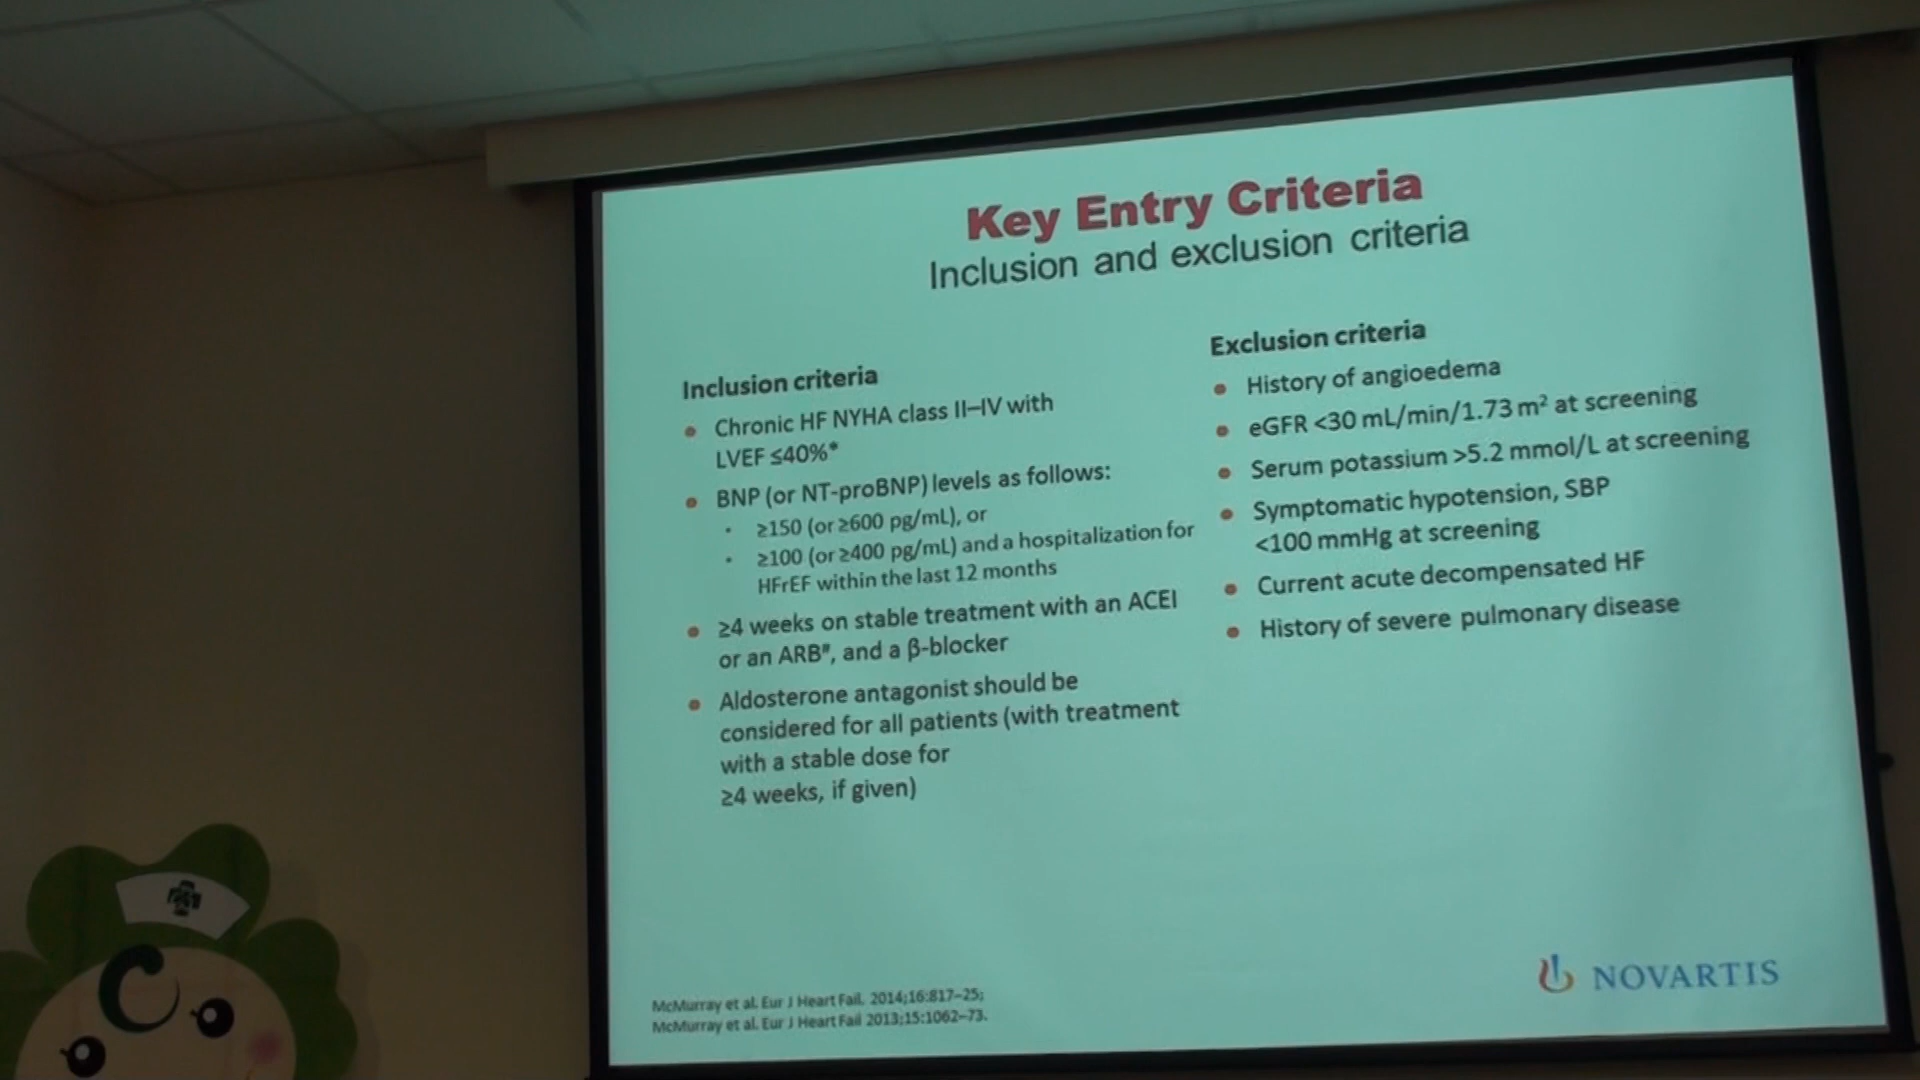 Key Entry Criteria
Inclusion and exclusion criteria
Inclusion criteria
• Chronic HF NYHA class II–IV with
LVEF ≤40%*
• BNP (or NT-proBNP) levels as follows:
• ≥150 (or ≥600 pg/mL), or
• ≥100 (or ≥400 pg/mL) and a hospitalization for
HFrEF within the last 12 months
• ≥4 weeks on stable treatment with an ACEI
or an ARB#, and a β-blocker
• Aldosterone antagonist should be
considered for all patients (with treatment
with a stable dose for
≥4 weeks, if given)
Exclusion criteria
• History of angioedema
• eGFR <30 mL/min/1.73 m² at screening
• Serum potassium >5.2 mmol/L at screening
• Symptomatic hypotension, SBP
<100 mmHg at screening
• Current acute decompensated HF
• History of severe pulmonary disease
McMurray et al. Eur J Heart Fail. 2014;16:817–25;
McMurray et al. Eur J Heart Fail 2013;15:1062–73.
NOVARTIS
C